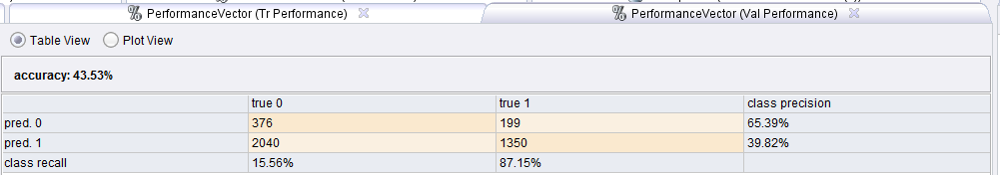 PerformanceVector (Tr Performance) PerformanceVector (Val Performance)
Table View Plot View
accuracy: 43.53%
true 0 true 1 class precision
pred. 0 376 199 65.39%
pred. 1 2040 1350 39.82%
class recall 15.56% 87.15%